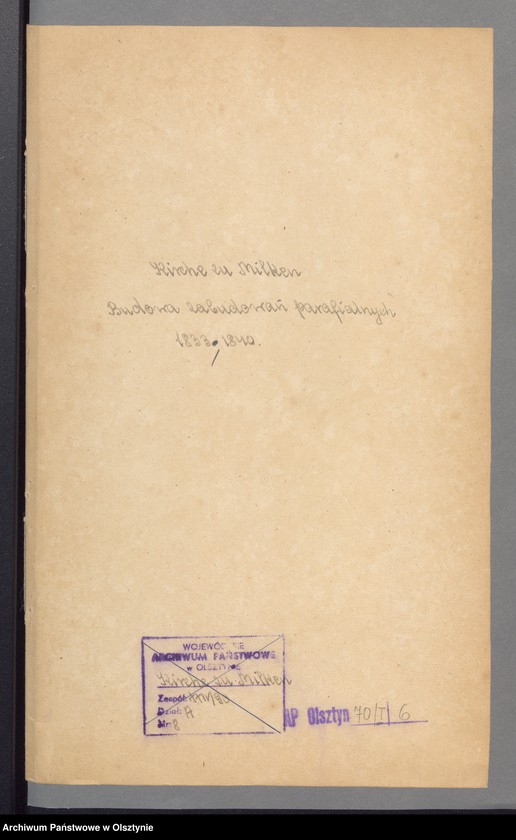 Kirche zu Milken
Budowa zabudowań parafialnych
1833, 1840.
WOJEWÓDZKIE
ARCHIWUM PAŃSTWOWE
w OLSZTYNIE
Kirche zu Milken
Zespół:
Dział: A
Nr: 8
AP Olsztyn 70/I/6
Archiwum Państwowe w Olsztynie